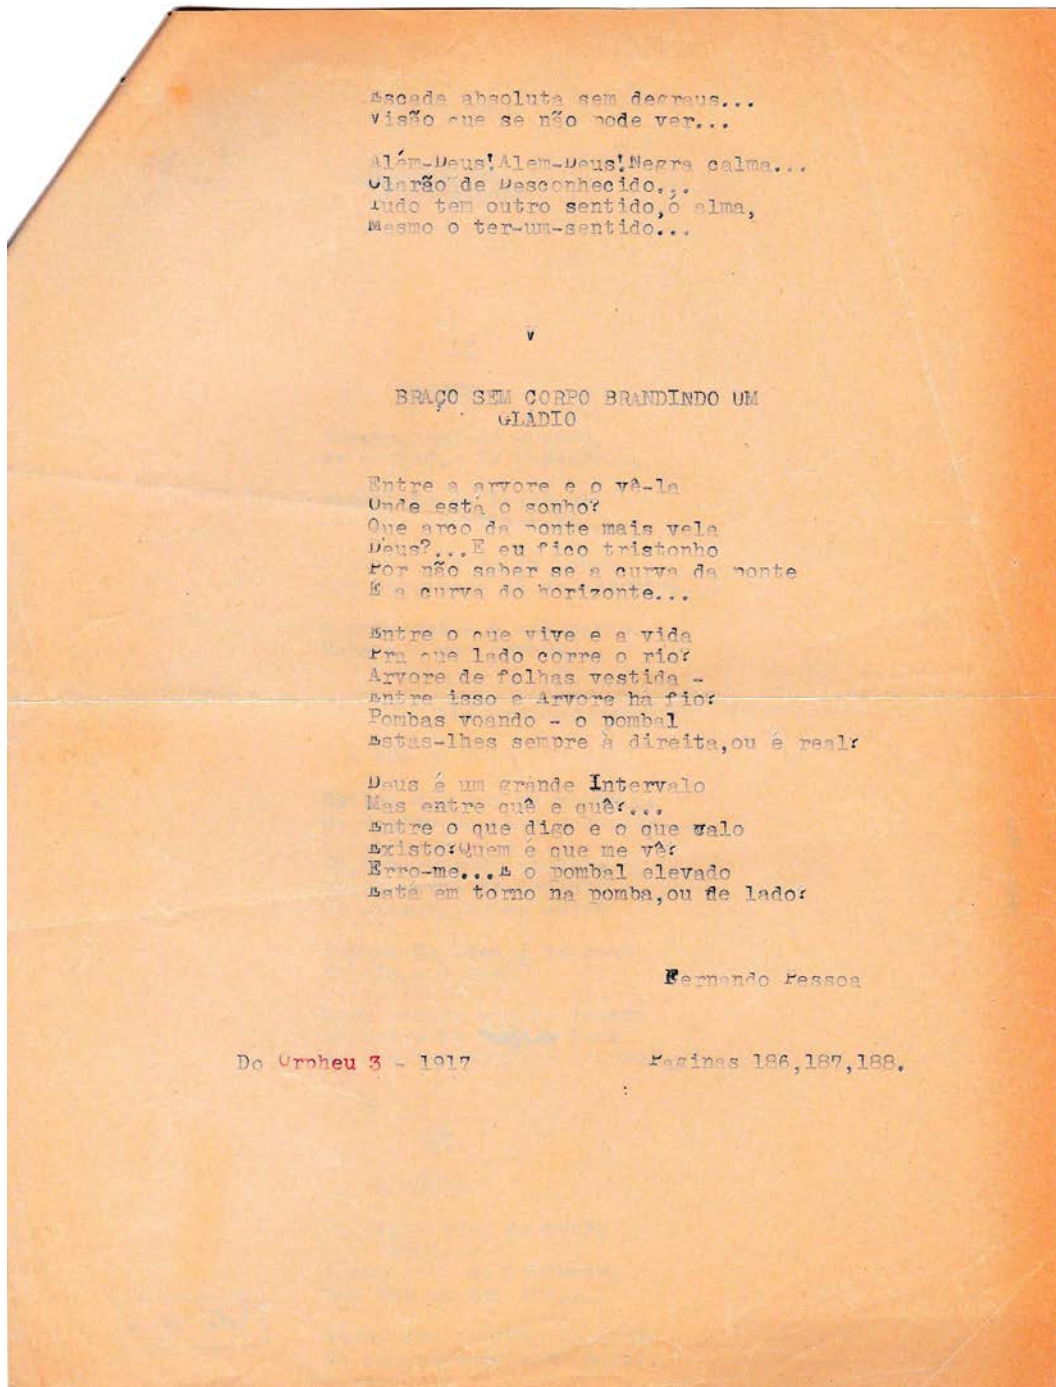 Escada absoluta sem degraus...
Visão que se não pode ver...
Além-Deus!Alem-Deus!Negra calma...
Clarão de Desconhecido...
Tudo tem outro sentido,ó alma,
Mesmo o ter-um-sentido...
V
BRAÇO SEM CORPO BRANDINDO UM
GLADIO
Entre a arvore e o vê-la
Onde está o sonho?
Que arco da ponte mais vela
Deus?...E eu fico tristonho
Por não saber se a curva da ponte
É a curva do horizonte...
Entre o que vive e a vida
Pra que lado corre o rio?
Arvore de folhas vestida -
Entre isso e Arvore há fio?
Pombas voando - o pombal
Estas-lhes sempre à direita,ou é real?
Deus é um grande Intervalo
Mas entre quê e quê?...
Entre o que digo e o que calo
Existo?Quem é que me vê?
Erro-me...E o pombal elevado
Está em torno na pomba,ou de lado?
Fernando Pessoa
Do Orpheu 3 - 1917 Paginas 186,187,188.